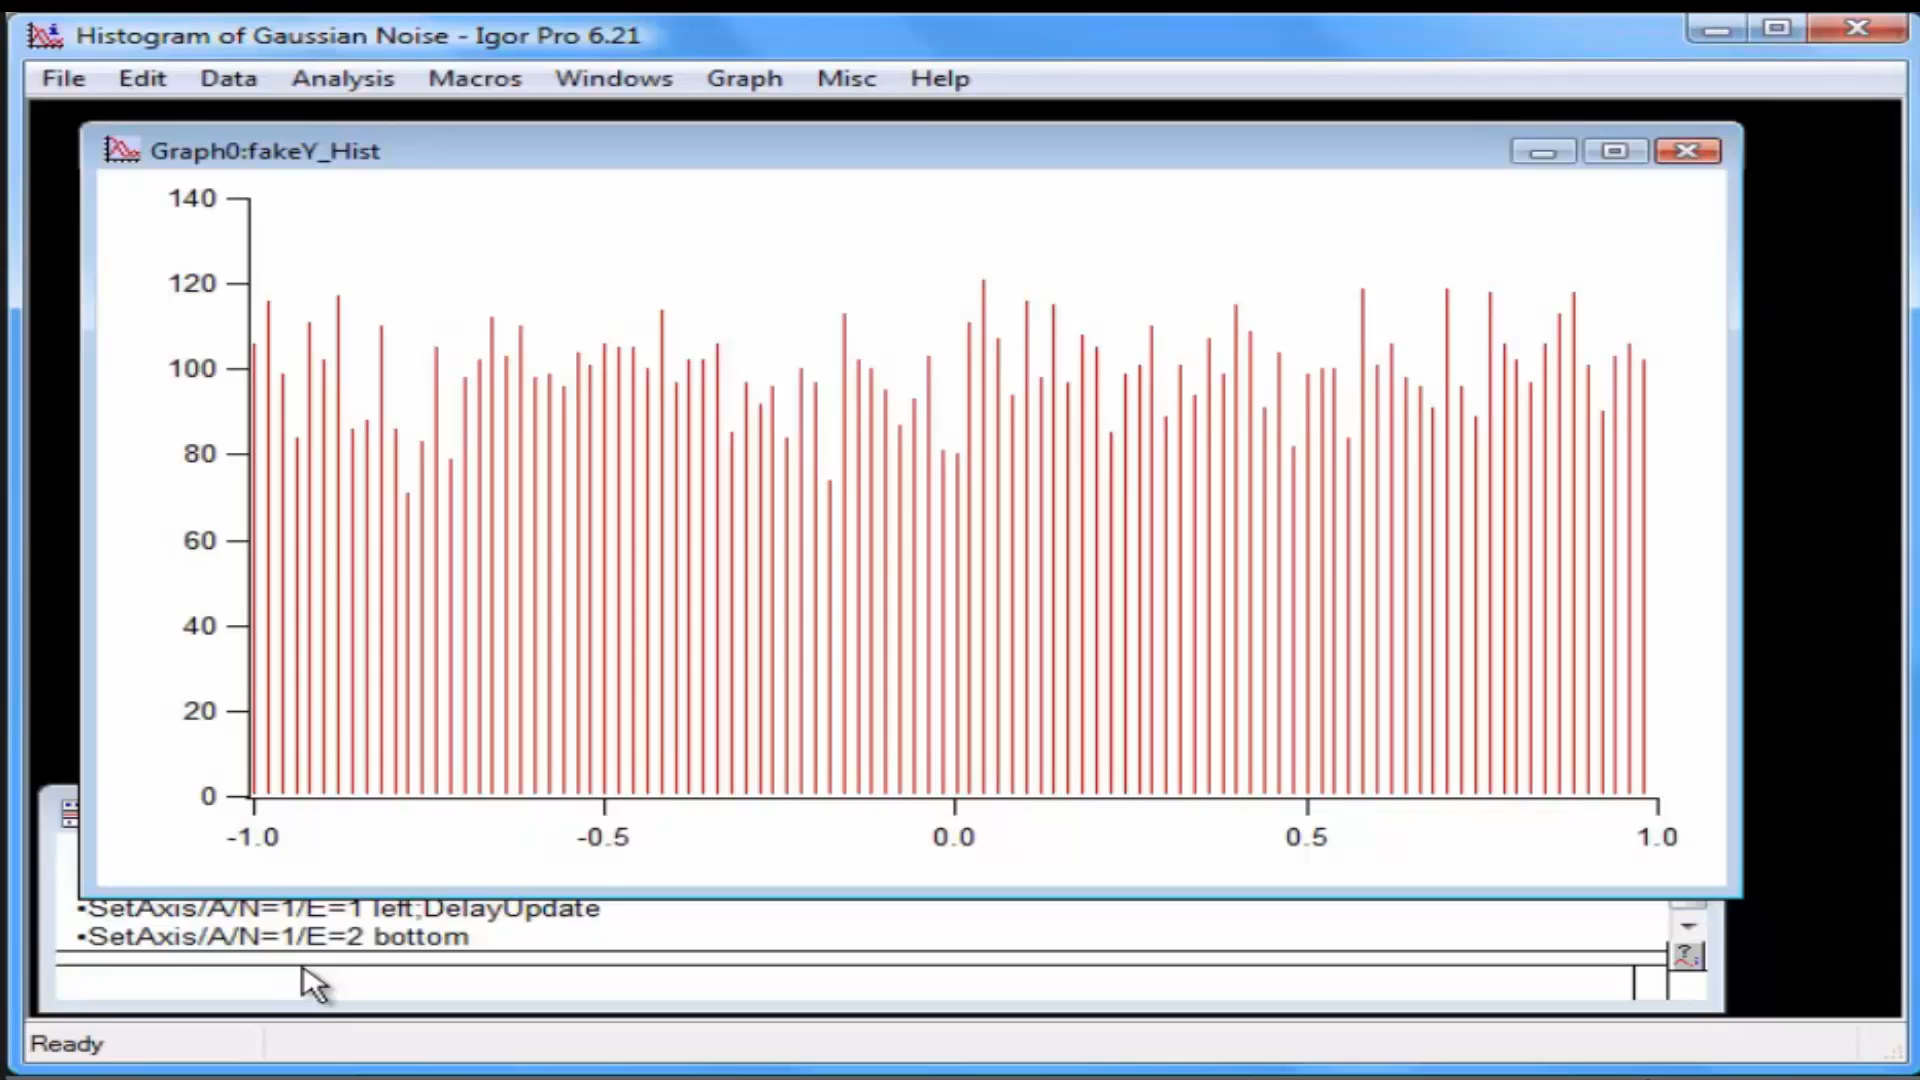 Histogram of Gaussian Noise - Igor Pro 6.21
File Edit Data Analysis Macros Windows Graph Misc Help
Graph0:fakeY_Hist
140
120
100
80
60
40
20
0
-1.0 -0.5 0.0 0.5 1.0
•SetAxis/A/N=1/E=1 left;DelayUpdate
•SetAxis/A/N=1/E=2 bottom
?
Ready